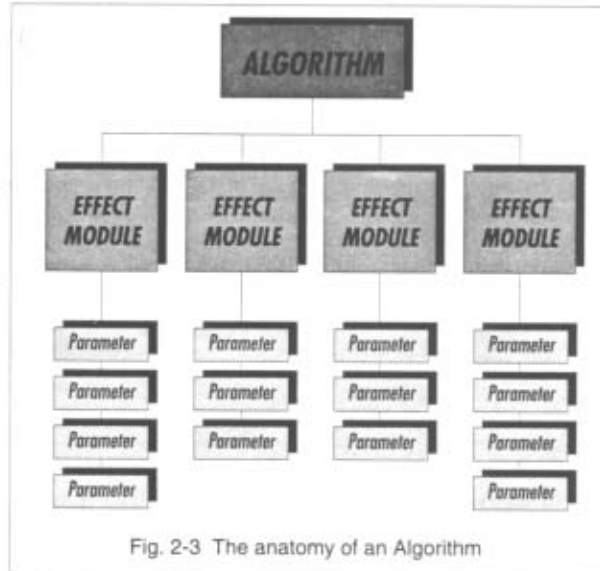 ALGORITHM
EFFECT MODULE EFFECT MODULE EFFECT MODULE EFFECT MODULE
Parameter Parameter Parameter Parameter
Parameter Parameter Parameter Parameter
Parameter Parameter Parameter Parameter
Parameter Parameter
Fig. 2-3 The anatomy of an Algorithm